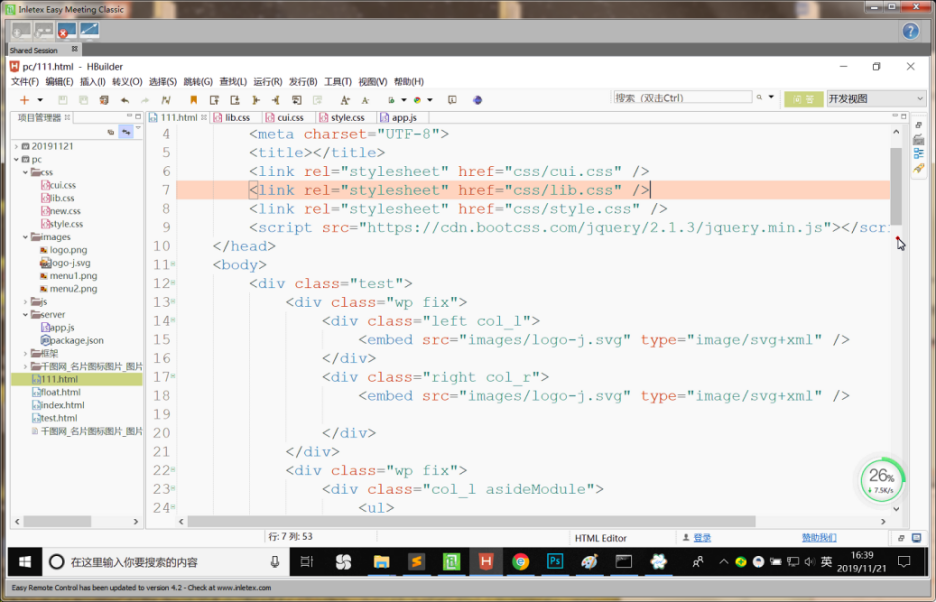 Inletex Easy Meeting Classic
Shared Session
pc/111.html - HBuilder
文件(F) 编辑(E) 插入(I) 转义(O) 选择(S) 跳转(G) 查找(L) 运行(R) 发行(B) 工具(T) 视图(V) 帮助(H)
搜索（双击Ctrl） 开发视图
项目管理器
111.html lib.css cui.css style.css app.js
20191121
pc
css
cui.css
lib.css
new.css
style.css
images
logo.png
logo-j.svg
menu1.png
menu2.png
js
server
app.js
package.json
框架
千图网_名片图标图片_图片
111.html
float.html
index.html
test.html
千图网_名片图标图片_图片
4 <meta charset="UTF-8">
5 <title></title>
6 <link rel="stylesheet" href="css/cui.css" />
7 <link rel="stylesheet" href="css/lib.css" />
8 <link rel="stylesheet" href="css/style.css" />
9 <script src="https://cdn.bootcss.com/jquery/2.1.3/jquery.min.js"></scri
10 </head>
11 <body>
12 <div class="test">
13 <div class="wp fix">
14 <div class="left col_l">
15 <embed src="images/logo-j.svg" type="image/svg+xml" />
16 </div>
17 <div class="right col_r">
18 <embed src="images/logo-j.svg" type="image/svg+xml" />
19
20 </div>
21 </div>
22 <div class="wp fix">
23 <div class="col_l asideModule">
24 <ul>
26%
↓ 7.5K/s
行: 7 列: 53 HTML Editor 登录 赞助我们
在这里输入你要搜索的内容
英
16:39
2019/11/21
Easy Remote Control has been updated to version 4.2 - Check at www.inletex.com